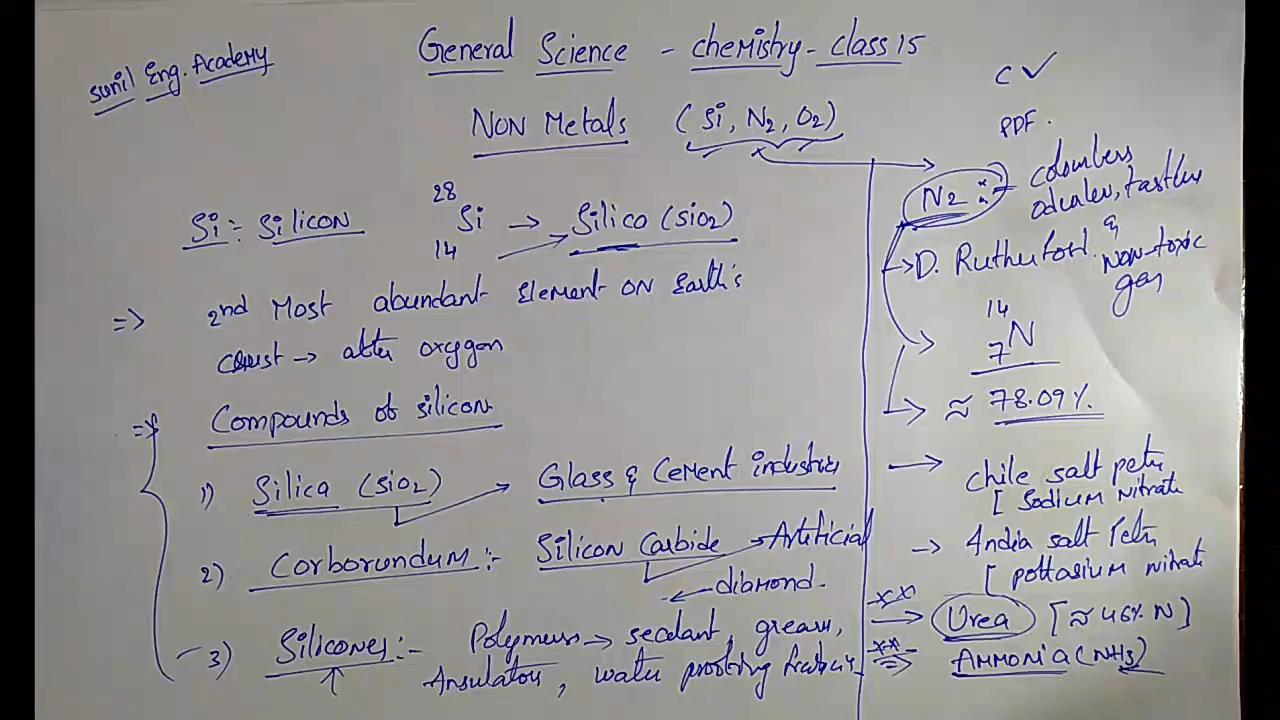 Sunil Eng. Academy
General Science - chemistry - class 15
C ✓
PDF.
NON Metals (Si, N2, O2)
Si: Silicon 28 Si 14 → Silica (SiO2)
=> 2nd Most abundant Element ON Earth's
crust → after oxygen
=> Compounds of silicon
1) Silica (SiO2) → Glass & Cement industries
2) Corborundum :- Silicon Carbide → Artificial
diamond.
3) Silicones :- Polymers → sealant, greases,
Insulators, water proofing fabrics
N2 : colourless
odourless, tasteless
&
Non-toxic
gas
→ D. Rutherford.
→ 14 N 7
→ ≈ 78.09%.
→ chile salt petre
[ Sodium nitrate
→ India salt Petre
[ pottasium nitrate
** → Urea [≈ 46% N]
** => AMMONIA (NH3)